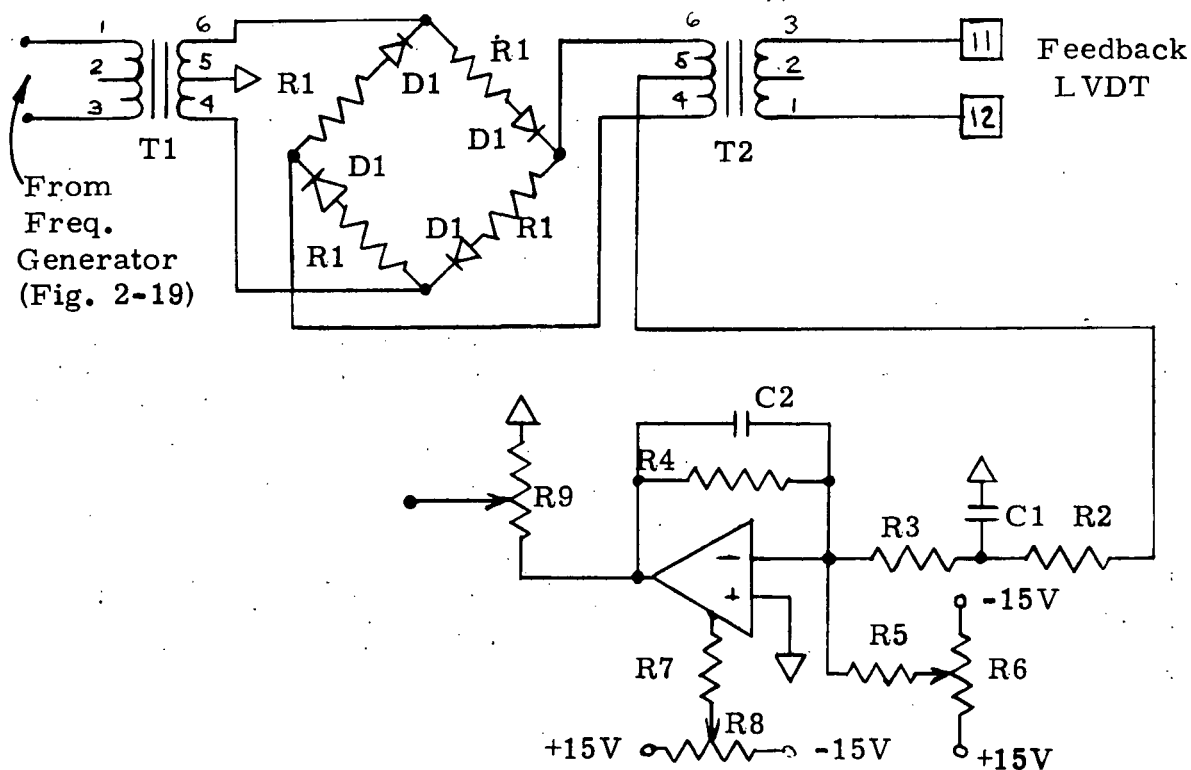 1
2
3
T1
6
5
4
From
Freq.
Generator
(Fig. 2-19)
R1
D1
R1
D1
D1
R1
D1
R1
6
5
4
T2
3
2
1
11
12
Feedback
LVDT
C2
R4
R9
R3
C1
R2
-
+
-15V
R5
R6
+15V
R7
R8
+15V
-15V